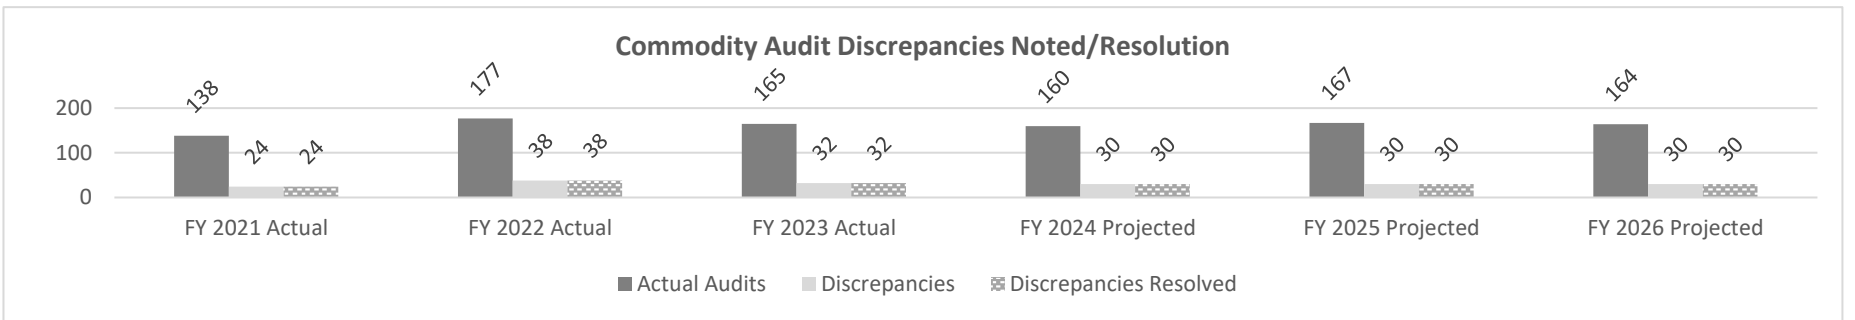 Commodity Audit Discrepancies Noted/Resolution
138 24 24 177 38 38 165 32 32 160 30 30 167 30 30 164 30 30
200
100
0
FY 2021 Actual FY 2022 Actual FY 2023 Actual FY 2024 Projected FY 2025 Projected FY 2026 Projected
Actual Audits Discrepancies Discrepancies Resolved